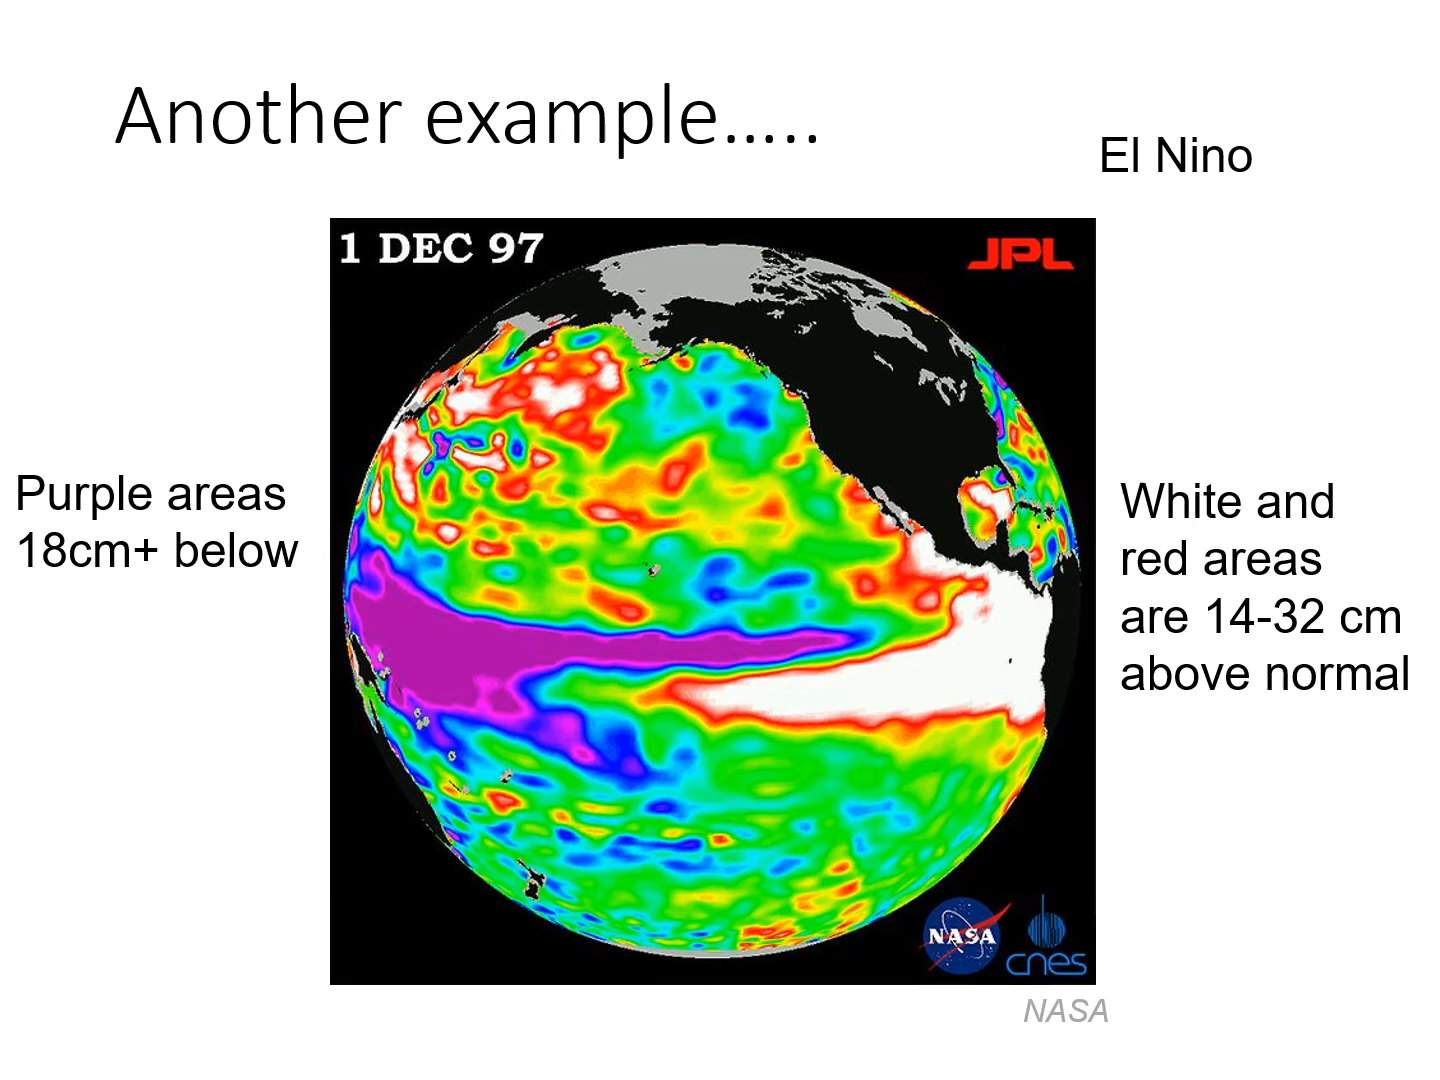 Another example…..
El Nino
1 DEC 97
JPL
Purple areas
18cm+ below
White and
red areas
are 14-32 cm
above normal
NASA
cnes
NASA